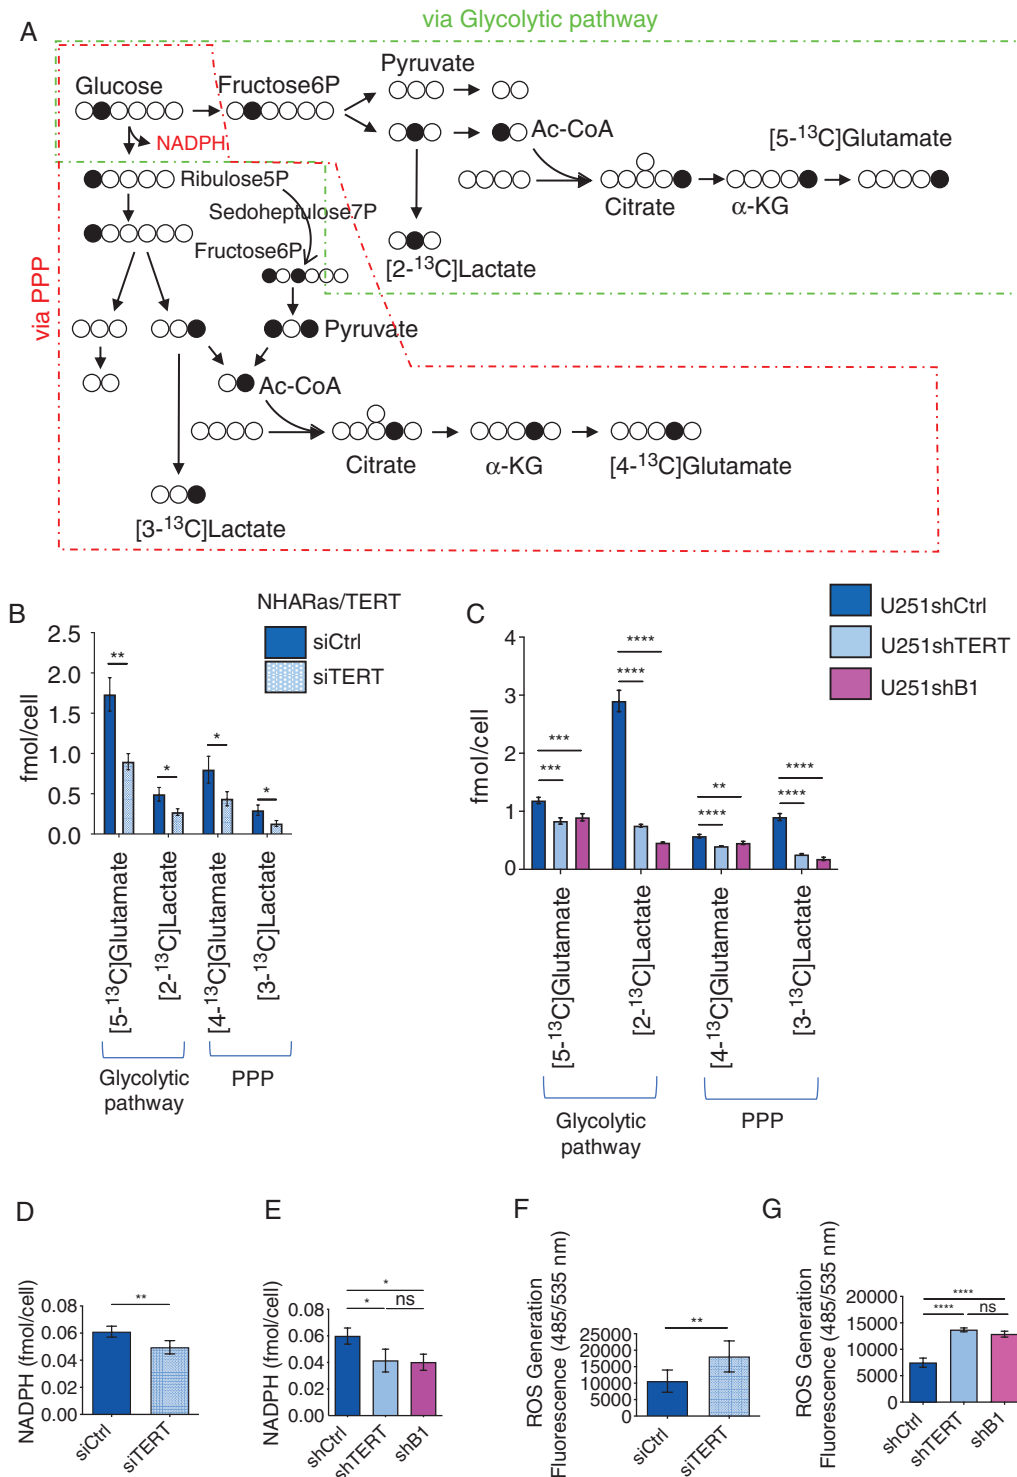 A
via Glycolytic pathway
Glucose
Fructose6P
Pyruvate
NADPH
Ac-CoA
[5-¹³C]Glutamate
Ribulose5P
Citrate
α-KG
Sedoheptulose7P
Fructose6P
[2-¹³C]Lactate
via PPP
Pyruvate
Ac-CoA
Citrate
α-KG
[4-¹³C]Glutamate
[3-¹³C]Lactate
B
NHARas/TERT
siCtrl
siTERT
fmol/cell
2.5
2.0
1.5
1.0
0.5
0.0
**
*
*
*
[5-¹³C]Glutamate
[2-¹³C]Lactate
[4-¹³C]Glutamate
[3-¹³C]Lactate
Glycolytic
pathway
PPP
C
U251shCtrl
U251shTERT
U251shB1
fmol/cell
4
3
2
1
0
***
***
****
****
**
****
****
****
[5-¹³C]Glutamate
[2-¹³C]Lactate
[4-¹³C]Glutamate
[3-¹³C]Lactate
Glycolytic
pathway
PPP
D
NADPH (fmol/cell)
0.08
0.06
0.04
0.02
0.00
**
siCtrl
siTERT
E
NADPH (fmol/cell)
0.08
0.06
0.04
0.02
0.00
*
*
ns
shCtrl
shTERT
shB1
F
ROS Generation
Fluorescence (485/535 nm)
25000
20000
15000
10000
5000
0
**
siCtrl
siTERT
G
ROS Generation
Fluorescence (485/535 nm)
20000
15000
10000
5000
0
****
****
ns
shCtrl
shTERT
shB1